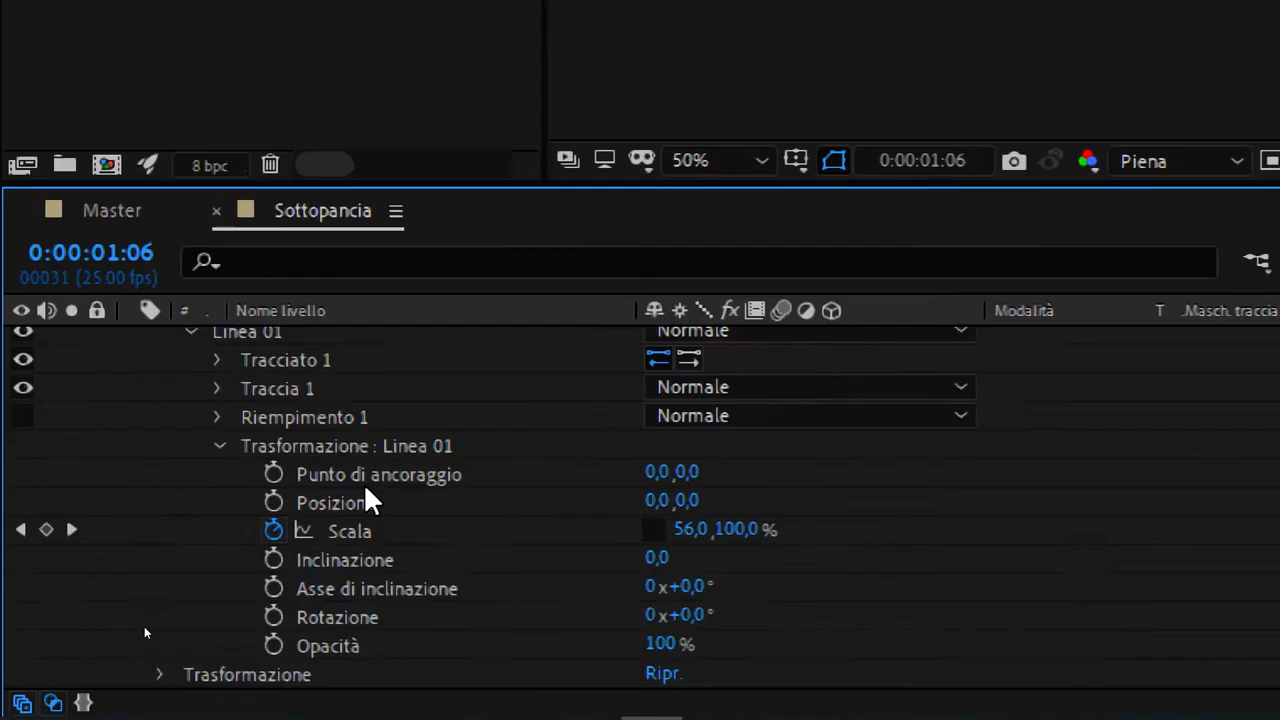 8 bpc
50%
0:00:01:06
Piena
Master
× Sottopancia
0:00:01:06
00031 (25.00 fps)
# . Nome livello
Modalità
T .Masch. traccia
Linea 01
Normale
Tracciato 1
Traccia 1
Normale
Riempimento 1
Normale
Trasformazione : Linea 01
Punto di ancoraggio
0,0 ,0,0
Posizion
0,0 ,0,0
Scala
56,0 ,100,0 %
Inclinazione
0,0
Asse di inclinazione
0 x+0,0 °
Rotazione
0 x+0,0 °
Opacità
100 %
Trasformazione
Ripr.